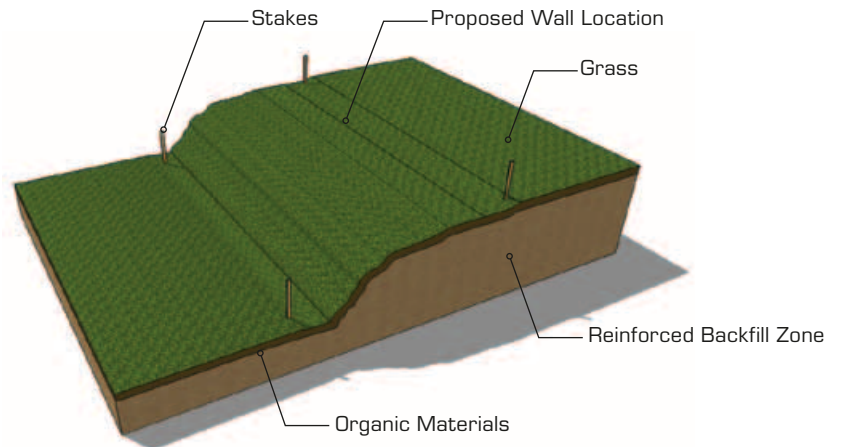 Stakes
Proposed Wall Location
Grass
Reinforced Backfill Zone
Organic Materials